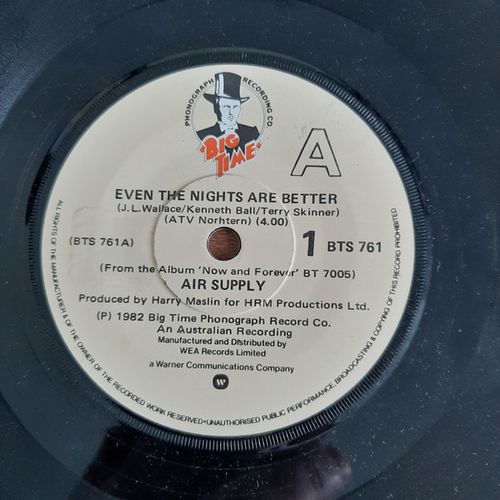 PHONOGRAPH RECORDING CO.
"BIG
TIME"
A
EVEN THE NIGHTS ARE BETTER
(J.L.Wallace/Kenneth Ball/Terry Skinner)
(ATV Norhtern) (4.00)
(BTS 761A)
1 BTS 761
(From the Album 'Now and Forever' BT 7005)
AIR SUPPLY
Produced by Harry Maslin for HRM Productions Ltd.
(P) 1982 Big Time Phonograph Record Co.
An Australian Recording
Manufactured and Distributed by
WEA Records Limited
a Warner Communications Company
ALL RIGHTS OF THE MANUFACTURER & OF THE OWNER OF THE RECORDED WORK RESERVED•UNAUTHORISED PUBLIC PERFORMANCE, BROADCASTING & COPYING OF THIS RECORD PROHIBITED